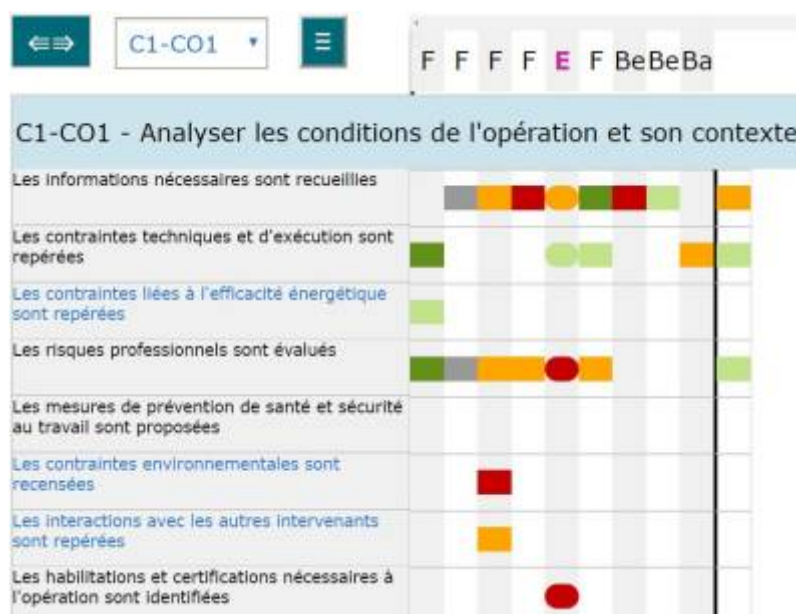 C1-CO1
F F F F E F Be Be Ba
C1-CO1 - Analyser les conditions de l'opération et son contexte
Les informations nécessaires sont recueillies
Les contraintes techniques et d'exécution sont
repérées
Les contraintes liées à l'efficacité énergétique
sont repérées
Les risques professionnels sont évalués
Les mesures de prévention de santé et sécurité
au travail sont proposées
Les contraintes environnementales sont
recensées
Les interactions avec les autres intervenants
sont repérées
Les habilitations et certifications nécessaires à
l'opération sont identifiées